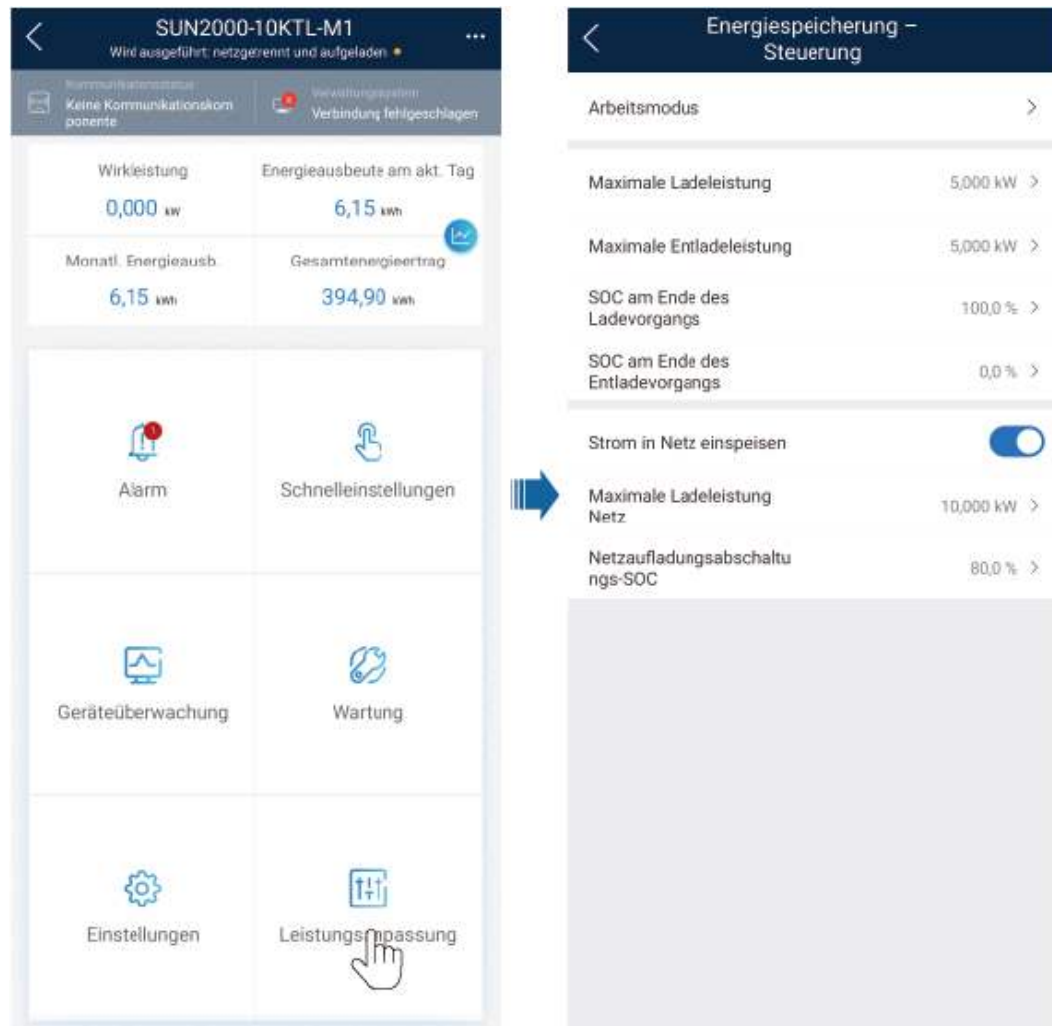 SUN2000-10KTL-M1
Wird ausgeführt: netzgetrennt und aufgeladen
Kommunikationsstatus
Keine Kommunikationskom
ponente
Verwaltungssystem
Verbindung fehlgeschlagen
Wirkleistung
0,000 kW
Energieausbeute am akt. Tag
6,15 kWh
Monatl. Energieausb.
6,15 kWh
Gesamtenergieertrag
394,90 kWh
1
Alarm
Schnelleinstellungen
Geräteüberwachung
Wartung
Einstellungen
Leistungsanpassung
Energiespeicherung –
Steuerung
Arbeitsmodus
Maximale Ladeleistung 5,000 kW
Maximale Entladeleistung 5,000 kW
SOC am Ende des
Ladevorgangs 100,0 %
SOC am Ende des
Entladevorgangs 0,0 %
Strom in Netz einspeisen
Maximale Ladeleistung
Netz 10,000 kW
Netzaufladungsabschaltu
ngs-SOC 80,0 %